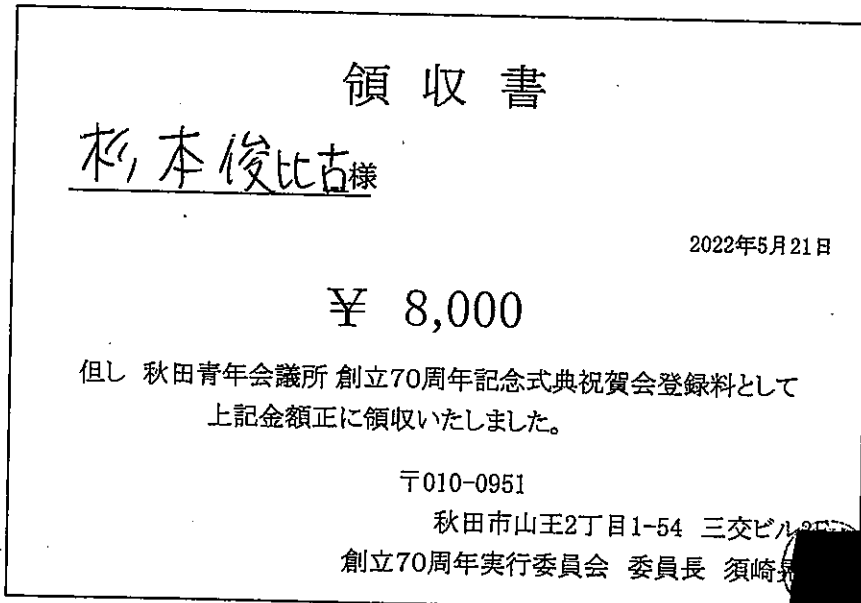 領収書
杉本俊比古様
2022年5月21日
¥ 8,000
但し 秋田青年会議所 創立70周年記念式典祝賀会登録料として
上記金額正に領収いたしました。
〒010-0951
秋田市山王2丁目1-54 三交ビル
創立70周年実行委員会 委員長 須崎